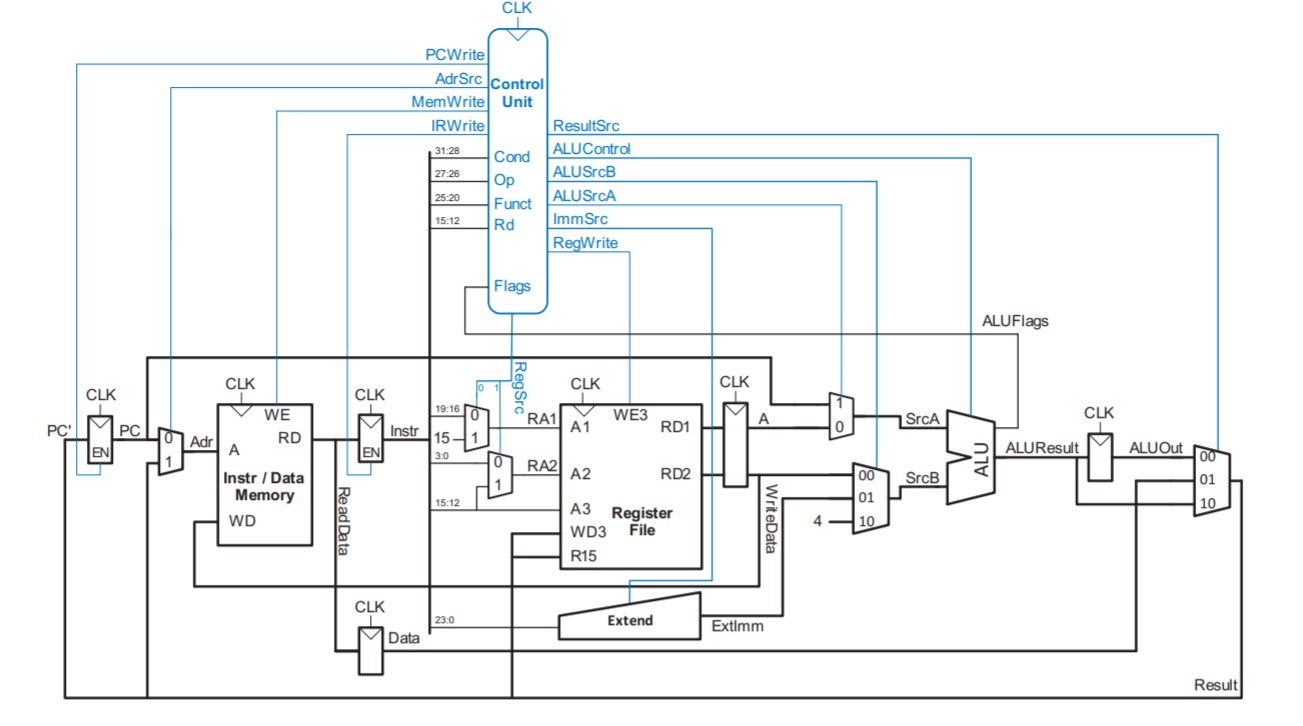 CLK
PCWrite
AdrSrc
Control
Unit
MemWrite
IRWrite
ResultSrc
31:28
Cond
ALUControl
27:26
Op
ALUSrcB
25:20
Funct
ALUSrcA
15:12
Rd
ImmSrc
RegWrite
Flags
ALUFlags
RegSrc
0 1
CLK
CLK
CLK
CLK
CLK
CLK
PC'
EN
PC
0
1
Adr
WE
A
RD
Instr / Data
Memory
WD
EN
Instr
ReadData
19:16
15
0
1
RA1
3:0
0
1
RA2
15:12
A1
WE3
RD1
A2
RD2
A3
Register
File
WD3
R15
A
WriteData
1
0
SrcA
00
01
4
10
SrcB
ALU
ALUResult
ALUOut
00
01
10
CLK
Data
23:0
Extend
ExtImm
Result